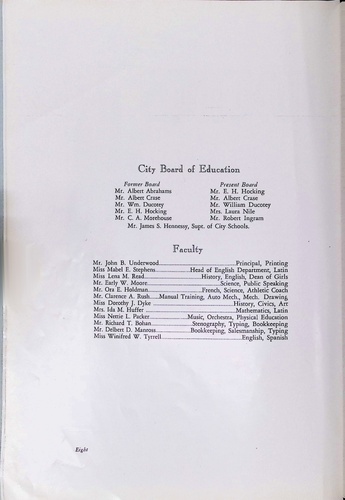 City Board of Education
Former Board Present Board
Mr. Albert Abrahams Mr. E. H. Hocking
Mr. Albert Crase Mr. Albert Crase
Mr. Wm. Ducotey Mr. William Ducotey
Mr. E. H. Hocking Mrs. Laura Nile
Mr. C. A. Morehouse Mr. Robert Ingram
Mr. James S. Hennessy, Supt. of City Schools.
Faculty
Mr. John B. Underwood Principal, Printing
Miss Mabel E. Stephens Head of English Department, Latin
Miss Lena M. Read History, English, Dean of Girls
Mr. Early W. Moore Science, Public Speaking
Mr. Ora E. Holdman French, Science, Athletic Coach
Mr. Clarence A. Rush Manual Training, Auto Mech., Mech. Drawing
Miss Dorothy J. Dyke History, Civics, Art
Mrs. Ida M. Huffer Mathematics, Latin
Miss Nettie L. Packer Music, Orchestra, Physical Education
Mr. Richard T. Bohan Stenography, Typing, Bookkeeping
Mr. Delbert D. Mantoss Bookkeeping, Salesmanship, Typing
Miss Winifred W. Tyrrell English, Spanish
Eight